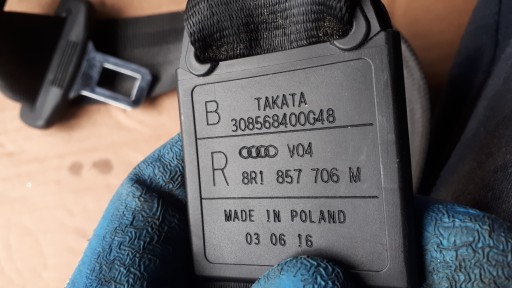 B TAKATA
308568400G48
R V04
8R1 857 706 M
MADE IN POLAND
03 06 16